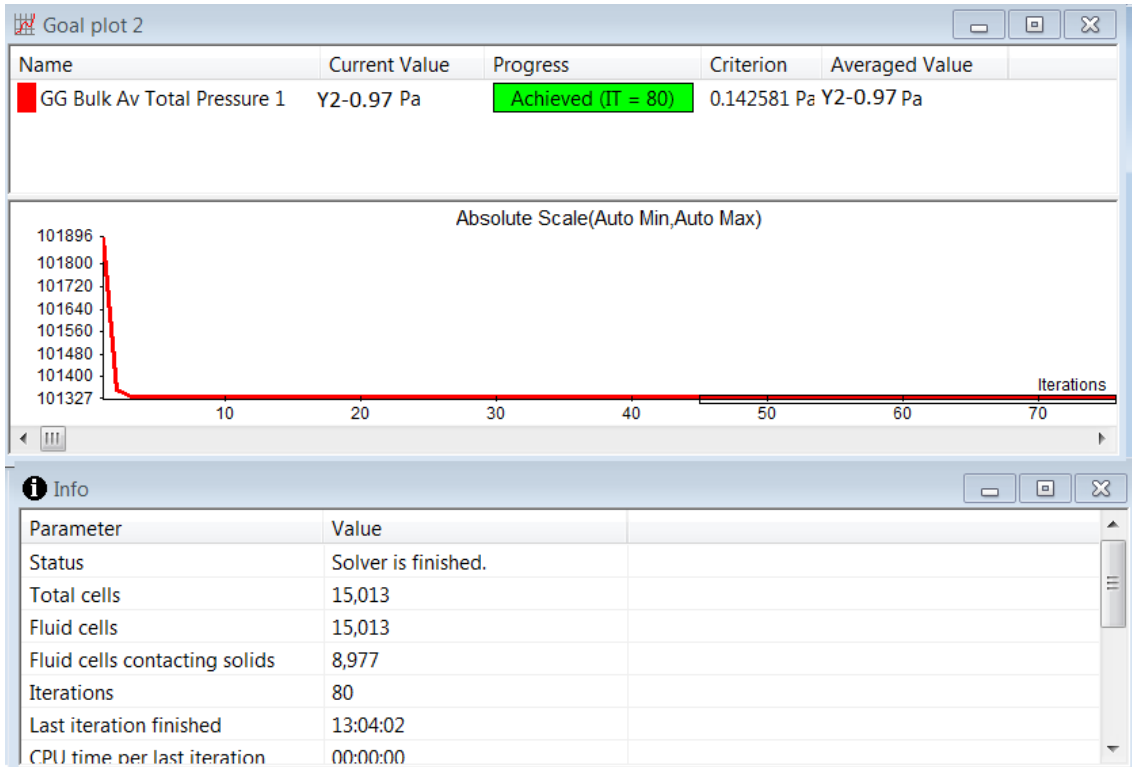 Goal plot 2
Name Current Value Progress Criterion Averaged Value
GG Bulk Av Total Pressure 1 Y2-0.97 Pa Achieved (IT = 80) 0.142581 Pa Y2-0.97 Pa
Absolute Scale(Auto Min,Auto Max)
101896
101800
101720
101640
101560
101480
101400
101327
Iterations
10 20 30 40 50 60 70
Info
Parameter Value
Status Solver is finished.
Total cells 15,013
Fluid cells 15,013
Fluid cells contacting solids 8,977
Iterations 80
Last iteration finished 13:04:02
CPU time per last iteration 00:00:00